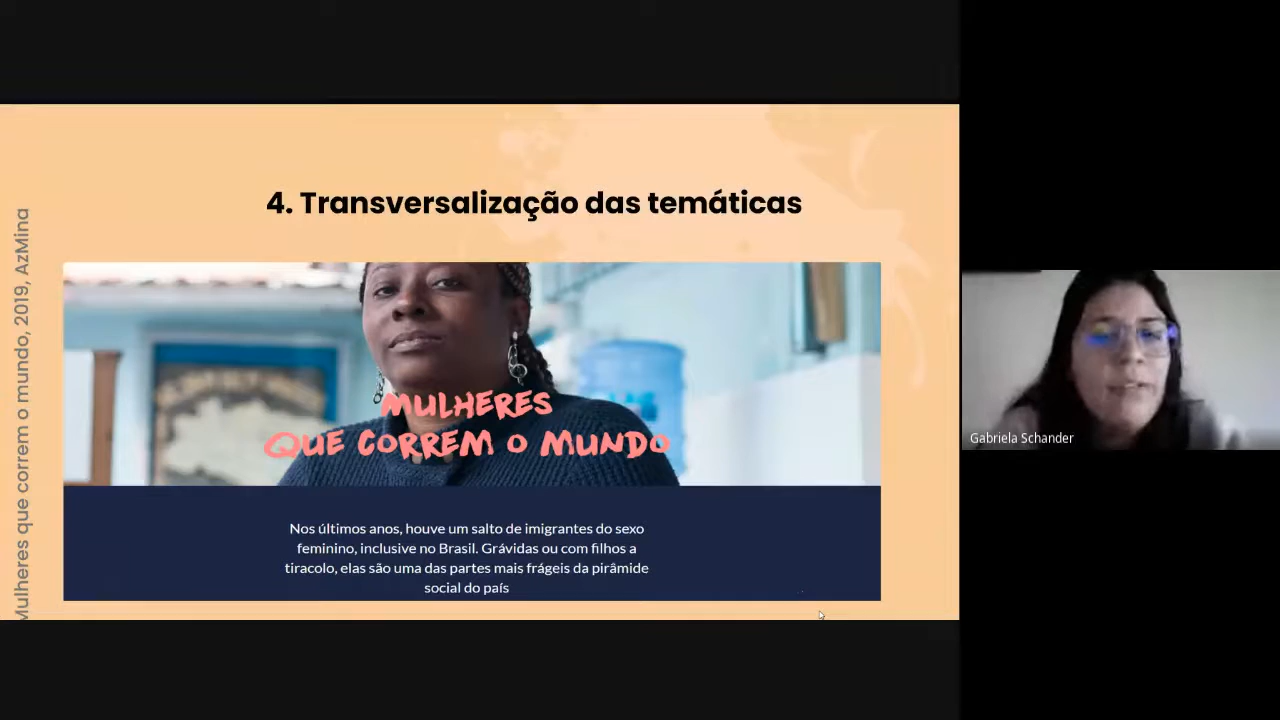 4. Transversalização das temáticas
Mulheres que correm o mundo, 2019, AzMina
MULHERES
QUE CORREM O MUNDO
Nos últimos anos, houve um salto de imigrantes do sexo
feminino, inclusive no Brasil. Grávidas ou com filhos a
tiracolo, elas são uma das partes mais frágeis da pirâmide
social do país
Gabriela Schander